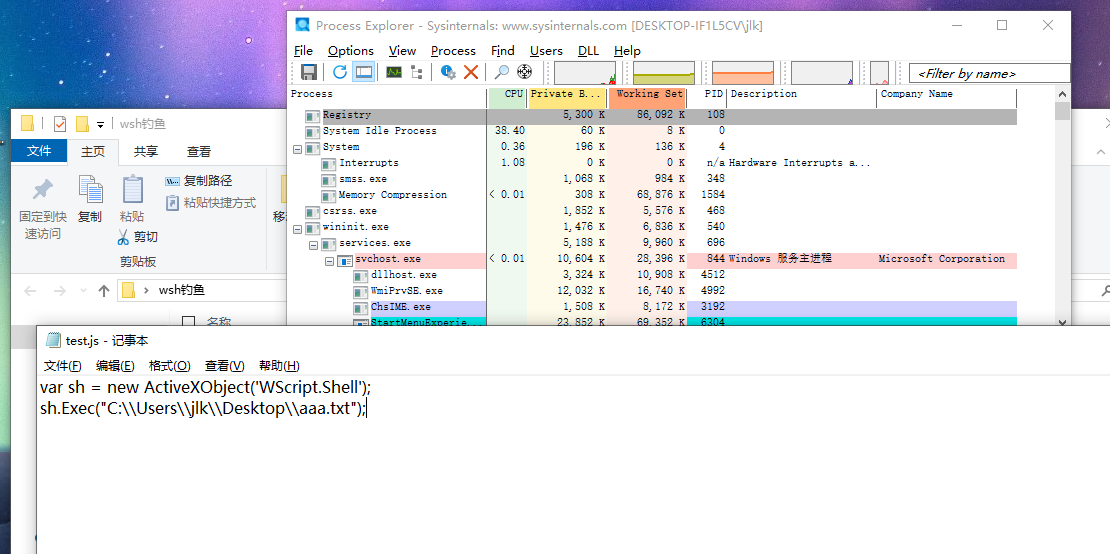 Process Explorer - Sysinternals: www.sysinternals.com [DESKTOP-IF1L5CV\jlk]
File Options View Process Find Users DLL Help
<Filter by name>
Process CPU Private B... Working Set PID Description Company Name
Registry 5,300 K 86,092 K 108
System Idle Process 38.40 60 K 8 K 0
System 0.36 196 K 136 K 4
Interrupts 1.08 0 K 0 K n/a Hardware Interrupts a...
smss.exe 1,068 K 984 K 348
Memory Compression < 0.01 308 K 68,876 K 1584
csrss.exe 1,852 K 5,576 K 468
wininit.exe 1,476 K 6,836 K 540
services.exe 5,188 K 9,960 K 696
svchost.exe < 0.01 10,604 K 28,396 K 844 Windows 服务主进程 Microsoft Corporation
dllhost.exe 3,324 K 10,908 K 4512
WmiPrvSE.exe 12,032 K 16,740 K 4992
ChsIME.exe 1,508 K 8,172 K 3192
StartMenuExperie... 23,852 K 69,352 K 6304
wsh钓鱼
文件 主页 共享 查看
固定到快速访问
复制
粘贴
复制路径
粘贴快捷方式
剪切
剪贴板
wsh钓鱼
名称
test.js - 记事本
文件(F) 编辑(E) 格式(O) 查看(V) 帮助(H)
var sh = new ActiveXObject('WScript.Shell');
sh.Exec("C:\\Users\\jlk\\Desktop\\aaa.txt");